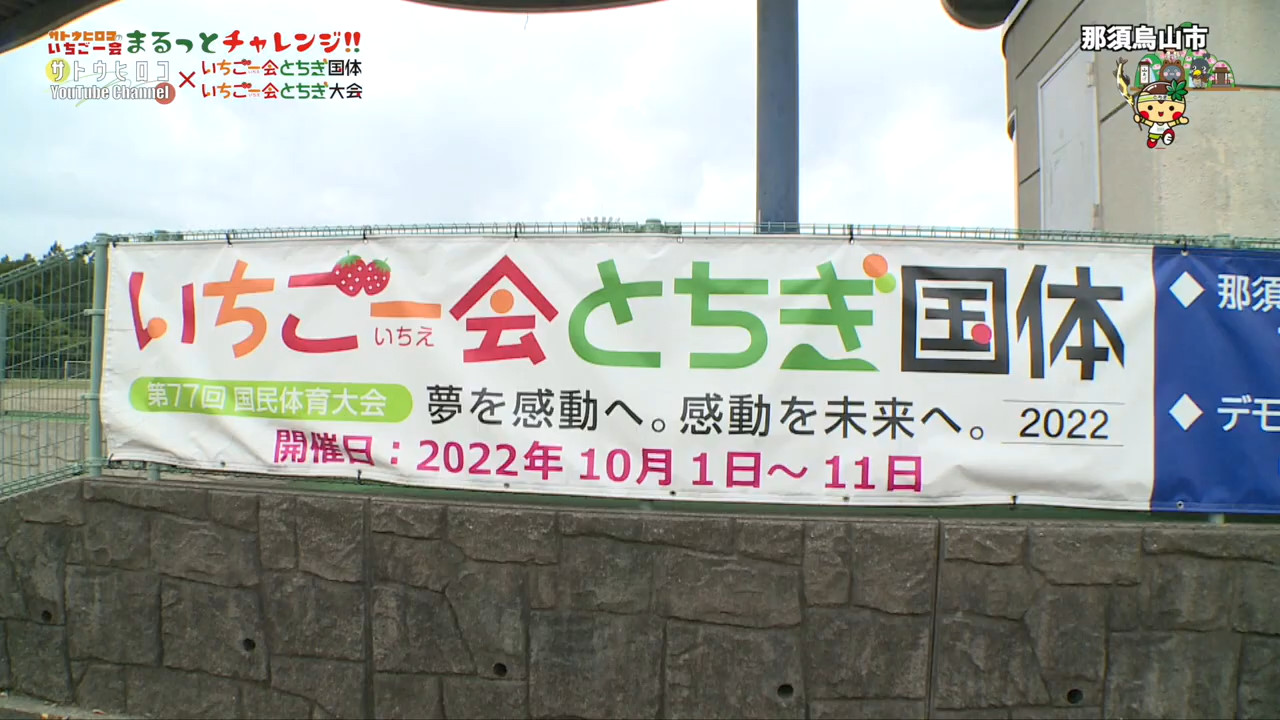 サトウヒロコの
いちご一会 まるっとチャレンジ!!
サトウヒロコ
YouTube Channel
×
いちご一会とちぎ国体
いちご一会とちぎ大会
那須烏山市
いちご一会とちぎ国体
いちえ
第77回 国民体育大会
夢を感動へ。感動を未来へ。
2022
開催日：2022年 10月 1日～ 11日
◆那須
◆デモ